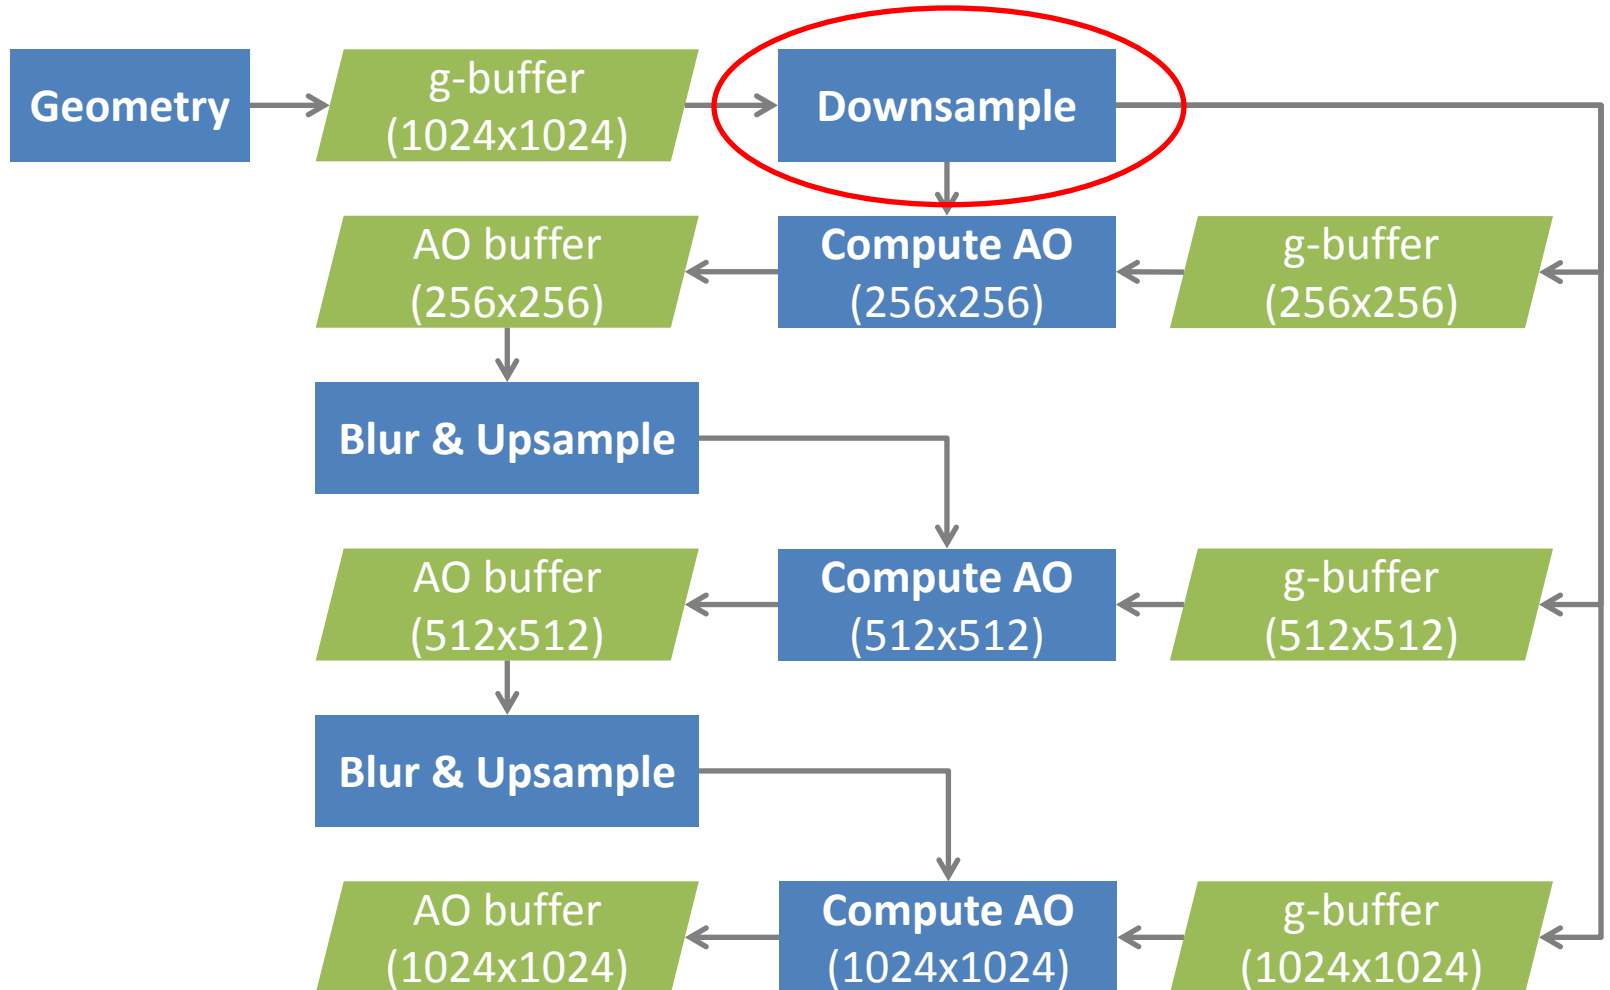 Geometry
g-buffer
(1024x1024)
Downsample
AO buffer
(256x256)
Compute AO
(256x256)
g-buffer
(256x256)
Blur & Upsample
AO buffer
(512x512)
Compute AO
(512x512)
g-buffer
(512x512)
Blur & Upsample
AO buffer
(1024x1024)
Compute AO
(1024x1024)
g-buffer
(1024x1024)